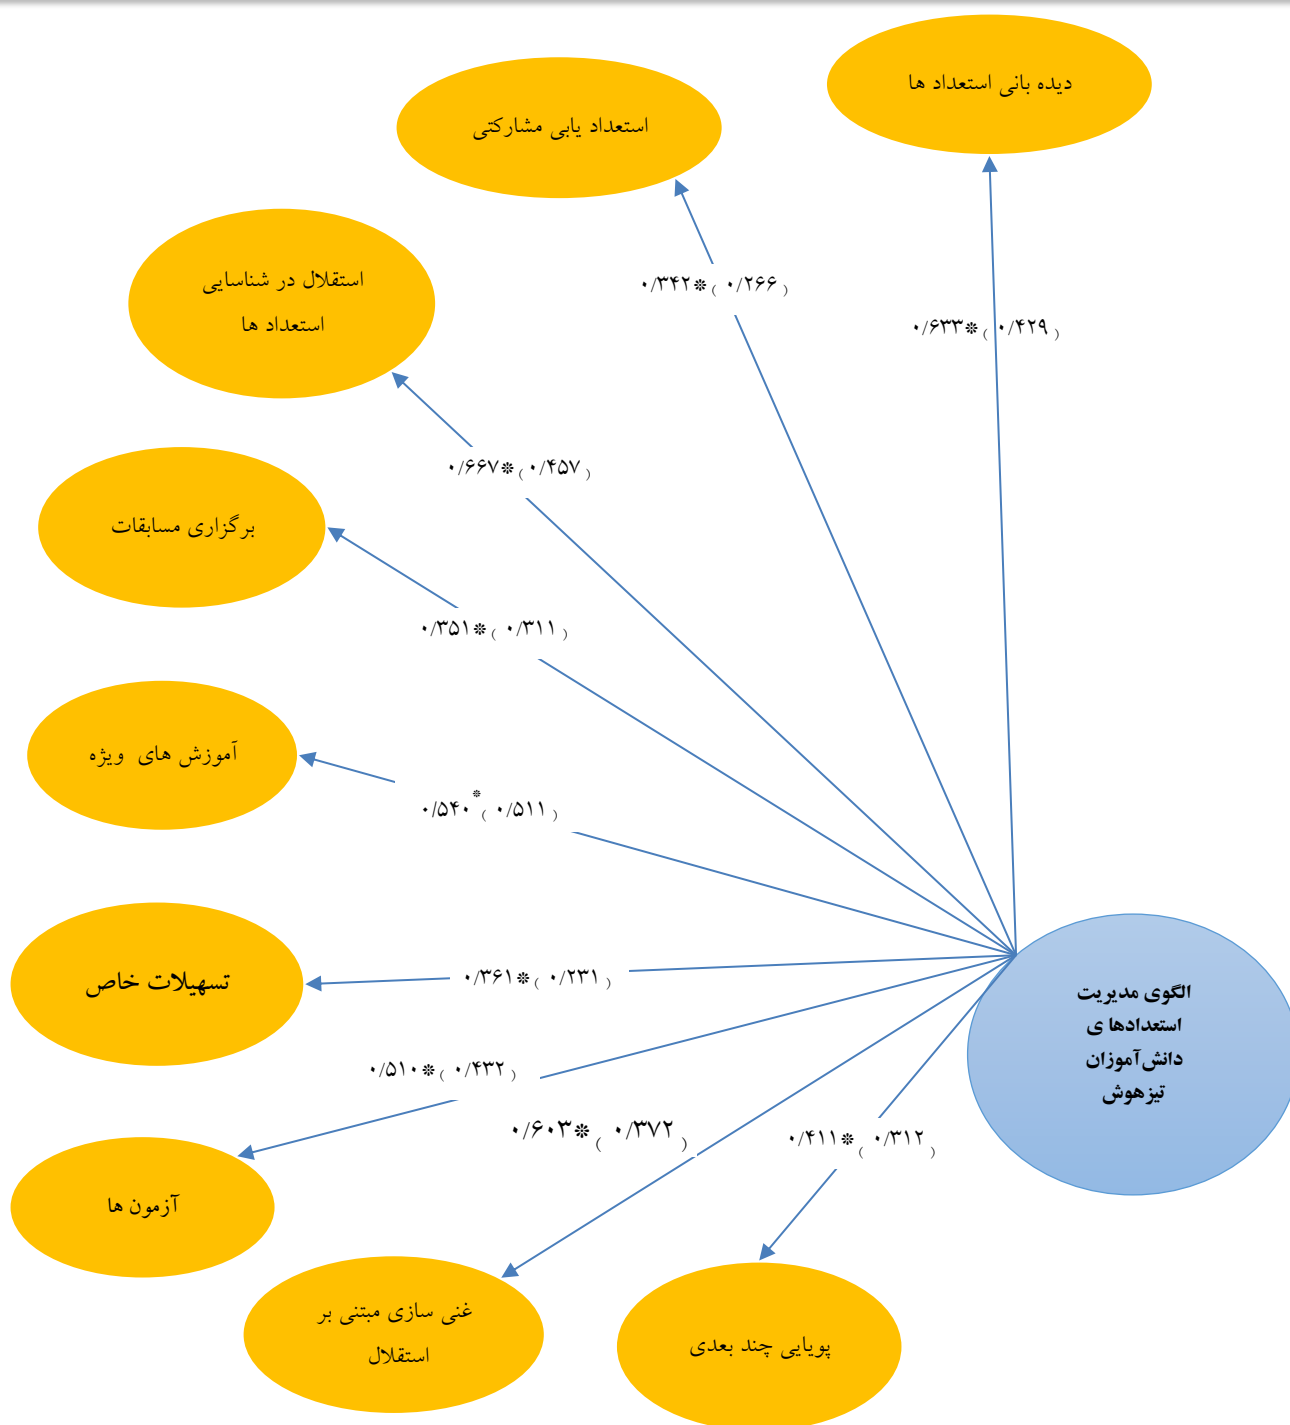 دیده بانی استعداد ها
استعداد یابی مشارکتی
استقلال در شناسایی
استعداد ها
برگزاری مسابقات
آموزش های ویژه
تسهیلات خاص
آزمون ها
غنی سازی مبتنی بر
استقلال
پویایی چند بعدی
الگوی مدیریت
استعدادها ی
دانش‌آموزان
تیزهوش
۰/۶۳۳*(۰/۴۲۹)
۰/۳۴۲*(۰/۲۶۶)
۰/۶۶۷*(۰/۴۵۷)
۰/۳۵۱*(۰/۳۱۱)
۰/۵۴۰*(۰/۵۱۱)
۰/۳۶۱*(۰/۲۳۱)
۰/۵۱۰*(۰/۴۳۲)
۰/۶۰۳*(۰/۳۷۲)
۰/۴۱۱*(۰/۳۱۲)